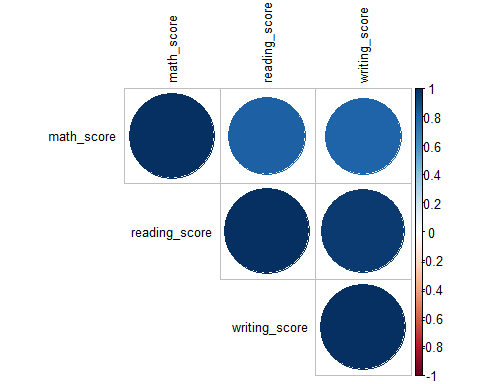 math_score
reading_score
writing_score
math_score
reading_score
writing_score
1
0.8
0.6
0.4
0.2
0
-0.2
-0.4
-0.6
-0.8
-1